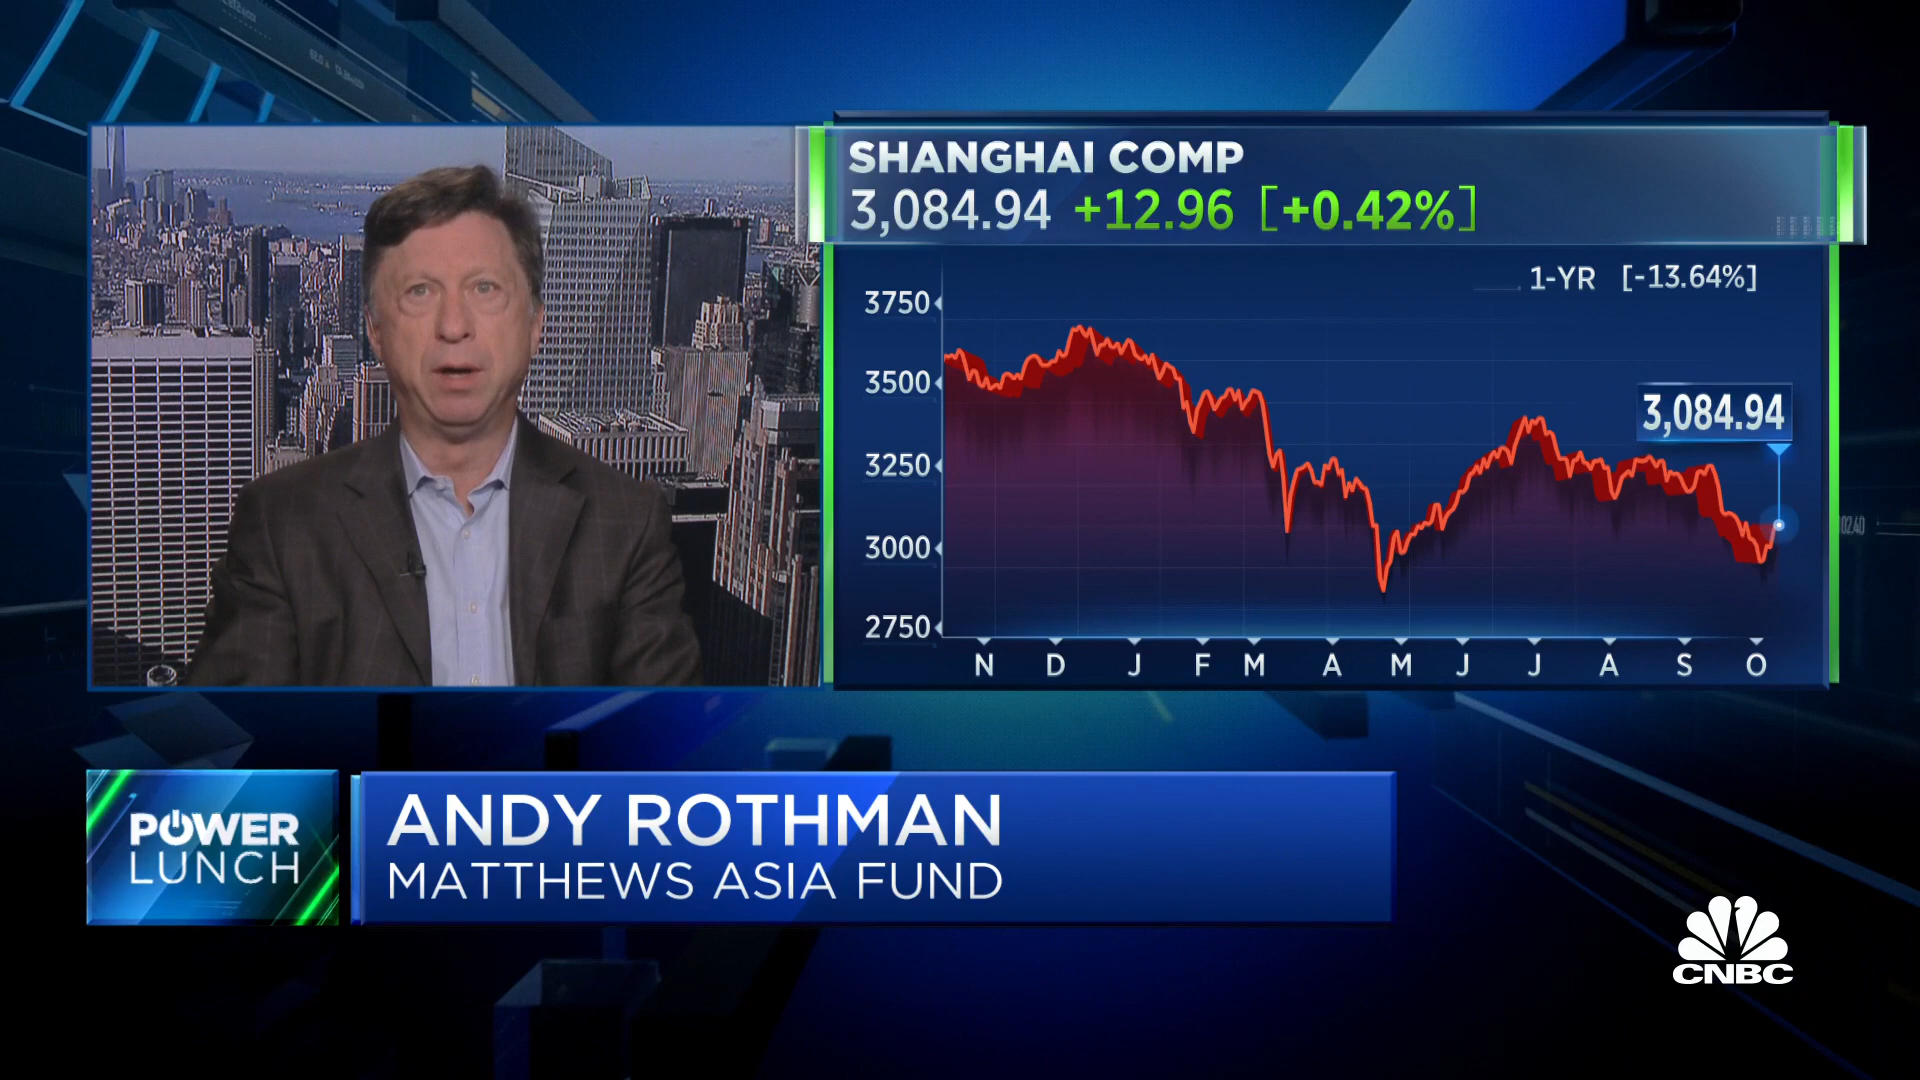 SHANGHAI COMP
3,084.94 +12.96 [+0.42%]
1-YR [-13.64%]
3750
3500
3250
3000
2750
3,084.94
N D J F M A M J J A S O
POWER
LUNCH
ANDY ROTHMAN
MATTHEWS ASIA FUND
CNBC